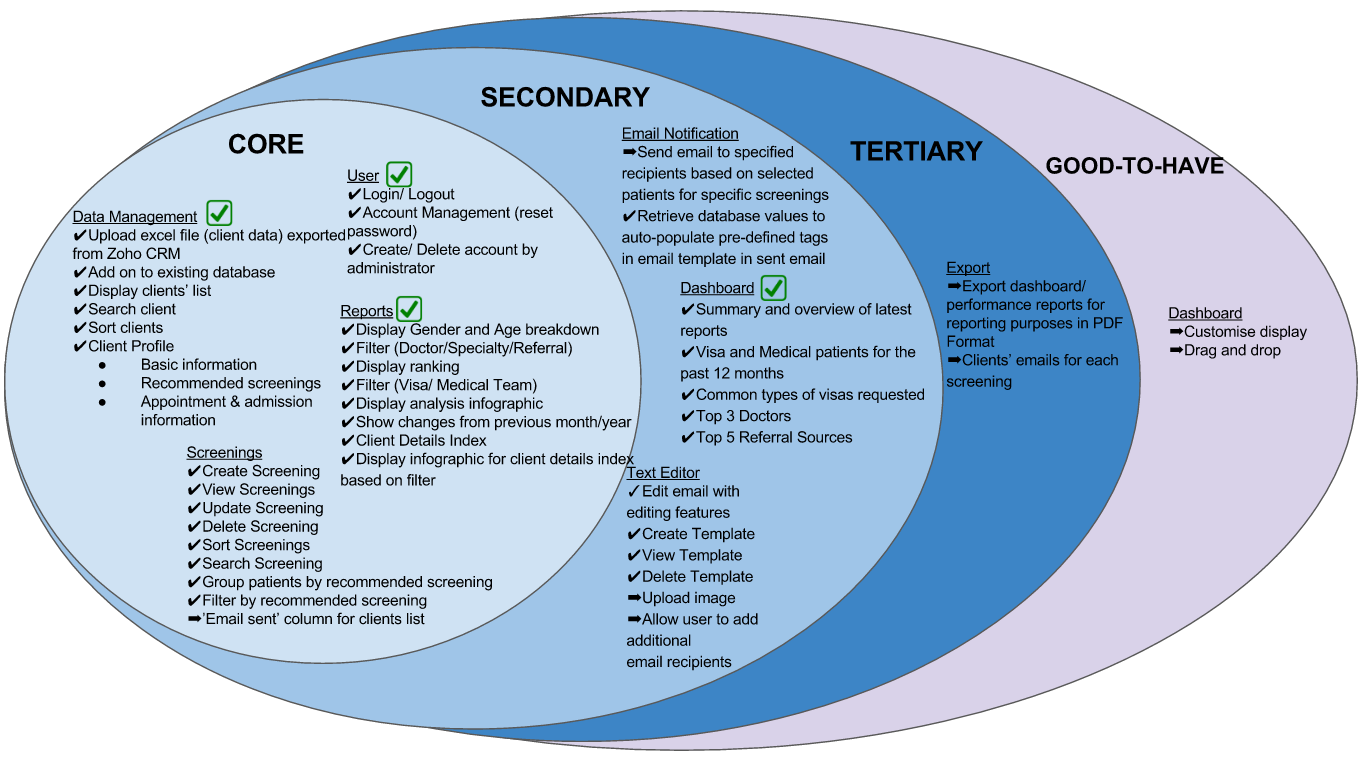 CORE
Data Management
✔Upload excel file (client data) exported
from Zoho CRM
✔Add on to existing database
✔Display clients' list
✔Search client
✔Sort clients
✔Client Profile
● Basic information
● Recommended screenings
● Appointment & admission
information
User
✔Login/ Logout
✔Account Management (reset
password)
✔Create/ Delete account by
administrator
Reports
✔Display Gender and Age breakdown
✔Filter (Doctor/Specialty/Referral)
✔Display ranking
✔Filter (Visa/ Medical Team)
✔Display analysis infographic
✔Show changes from previous month/year
✔Client Details Index
✔Display infographic for client details index
based on filter
Screenings
✔Create Screening
✔View Screenings
✔Update Screening
✔Delete Screening
✔Sort Screenings
✔Search Screening
✔Group patients by recommended screening
✔Filter by recommended screening
➡'Email sent' column for clients list
SECONDARY
Email Notification
➡Send email to specified
recipients based on selected
patients for specific screenings
✔Retrieve database values to
auto-populate pre-defined tags
in email template in sent email
Dashboard
✔Summary and overview of latest
reports
✔Visa and Medical patients for the
past 12 months
✔Common types of visas requested
✔Top 3 Doctors
✔Top 5 Referral Sources
Text Editor
✓Edit email with
editing features
✔Create Template
✔View Template
✔Delete Template
➡Upload image
➡Allow user to add
additional
email recipients
TERTIARY
Export
➡Export dashboard/
performance reports for
reporting purposes in PDF
Format
➡Clients' emails for each
screening
GOOD-TO-HAVE
Dashboard
➡Customise display
➡Drag and drop